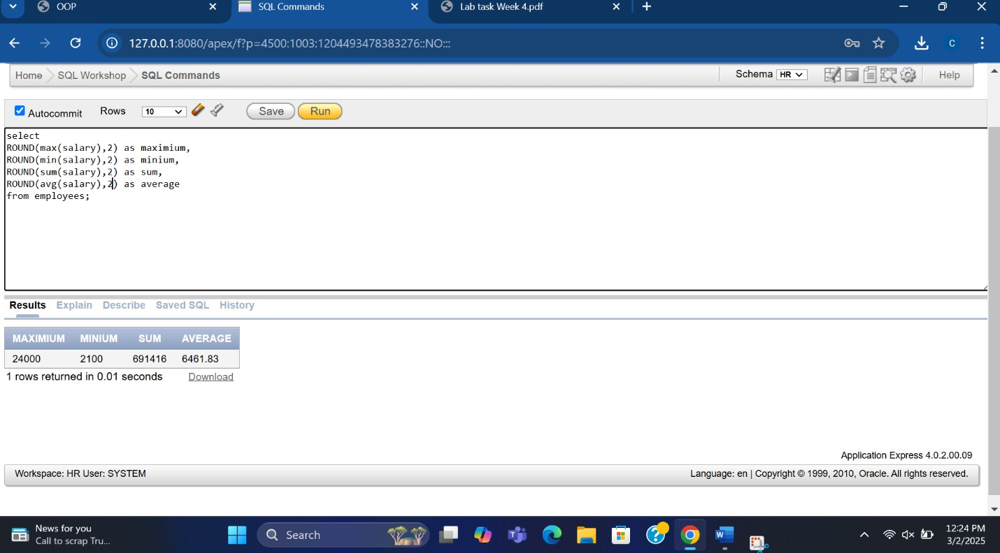 OOP
SQL Commands
Lab task Week 4.pdf
127.0.0.1:8080/apex/f?p=4500:1003:1204493478383276::NO:::
C
Home SQL Workshop SQL Commands
Schema HR
Help
Autocommit Rows 10 Save Run
select
ROUND(max(salary),2) as maximium,
ROUND(min(salary),2) as minium,
ROUND(sum(salary),2) as sum,
ROUND(avg(salary),2) as average
from employees;
Results Explain Describe Saved SQL History
MAXIMIUM MINIUM SUM AVERAGE
24000 2100 691416 6461.83
1 rows returned in 0.01 seconds Download
Application Express 4.0.2.00.09
Workspace: HR User: SYSTEM
Language: en | Copyright © 1999, 2010, Oracle. All rights reserved.
News for you
Call to scrap Tru...
Search
12:24 PM
3/2/2025